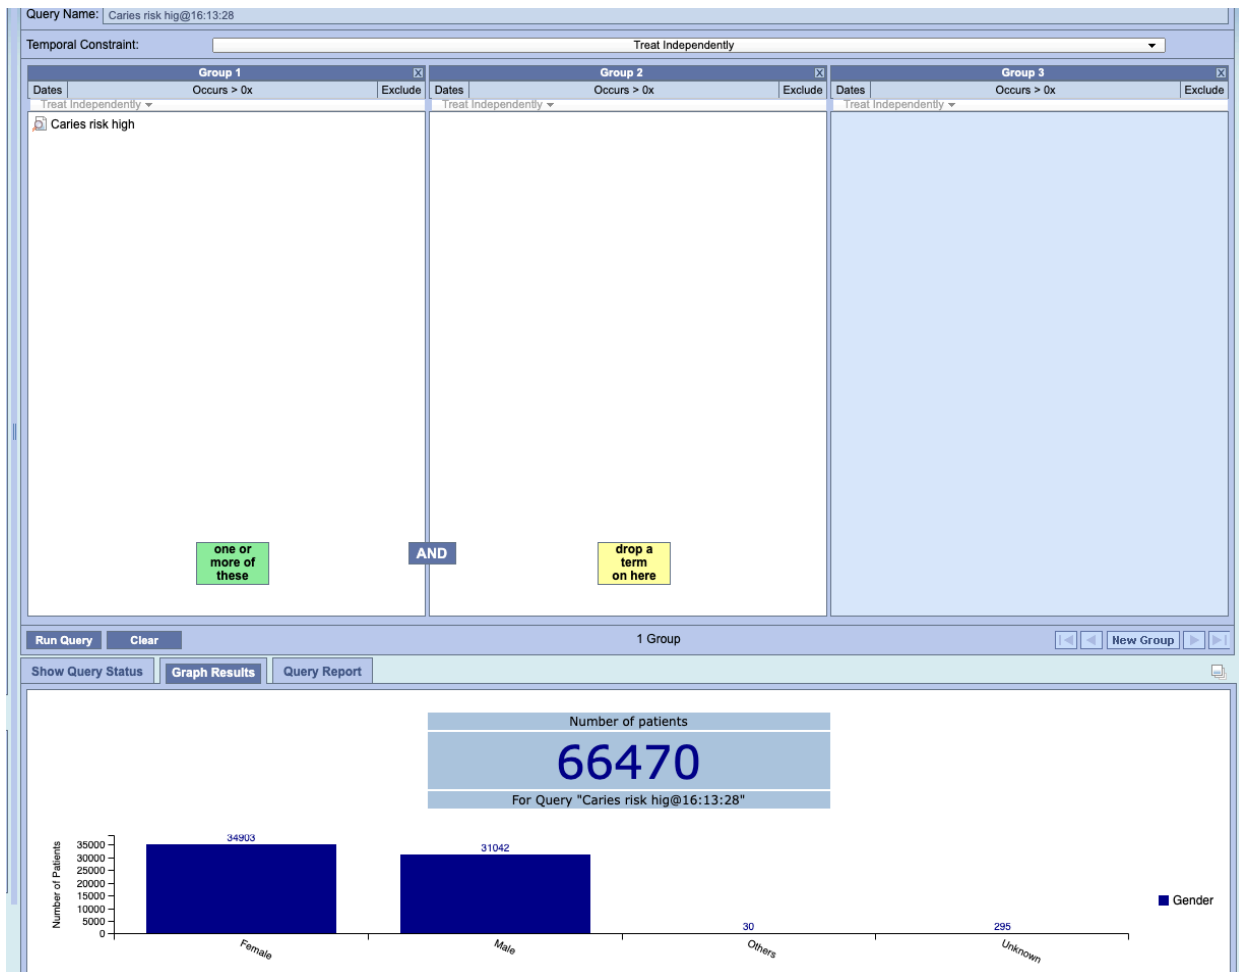 Query Name: Caries risk hig@16:13:28
Temporal Constraint: Treat Independently
Group 1 Group 2 Group 3
Dates Occurs > 0x Exclude Dates Occurs > 0x Exclude Dates Occurs > 0x Exclude
Treat Independently Treat Independently Treat Independently
Caries risk high
one or
more of
these
AND
drop a
term
on here
Run Query Clear 1 Group New Group
Show Query Status Graph Results Query Report
Number of patients
66470
For Query "Caries risk hig@16:13:28"
Number of Patients
35000
30000
25000
20000
15000
10000
5000
0
34903
31042
30
295
Female
Male
Others
Unknown
Gender